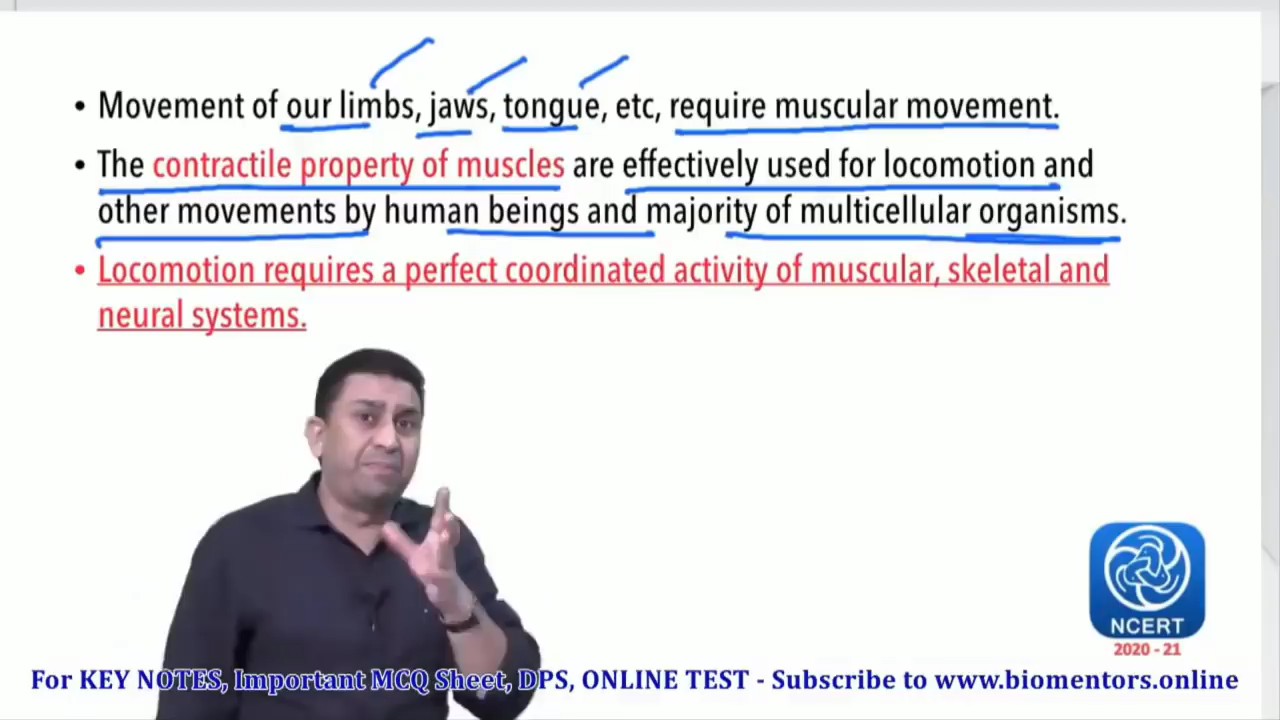 • Movement of our limbs, jaws, tongue, etc, require muscular movement.
• The contractile property of muscles are effectively used for locomotion and
other movements by human beings and majority of multicellular organisms.
• Locomotion requires a perfect coordinated activity of muscular, skeletal and
neural systems.
NCERT
2020 - 21
For KEY NOTES, Important MCQ Sheet, DPS, ONLINE TEST - Subscribe to www.biomentors.online